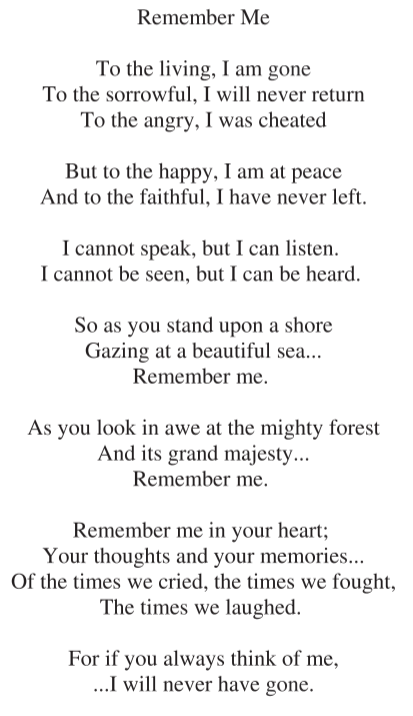 Remember Me
To the living, I am gone
To the sorrowful, I will never return
To the angry, I was cheated
But to the happy, I am at peace
And to the faithful, I have never left.
I cannot speak, but I can listen.
I cannot be seen, but I can be heard.
So as you stand upon a shore
Gazing at a beautiful sea...
Remember me.
As you look in awe at the mighty forest
And its grand majesty...
Remember me.
Remember me in your heart;
Your thoughts and your memories...
Of the times we cried, the times we fought,
The times we laughed.
For if you always think of me,
...I will never have gone.